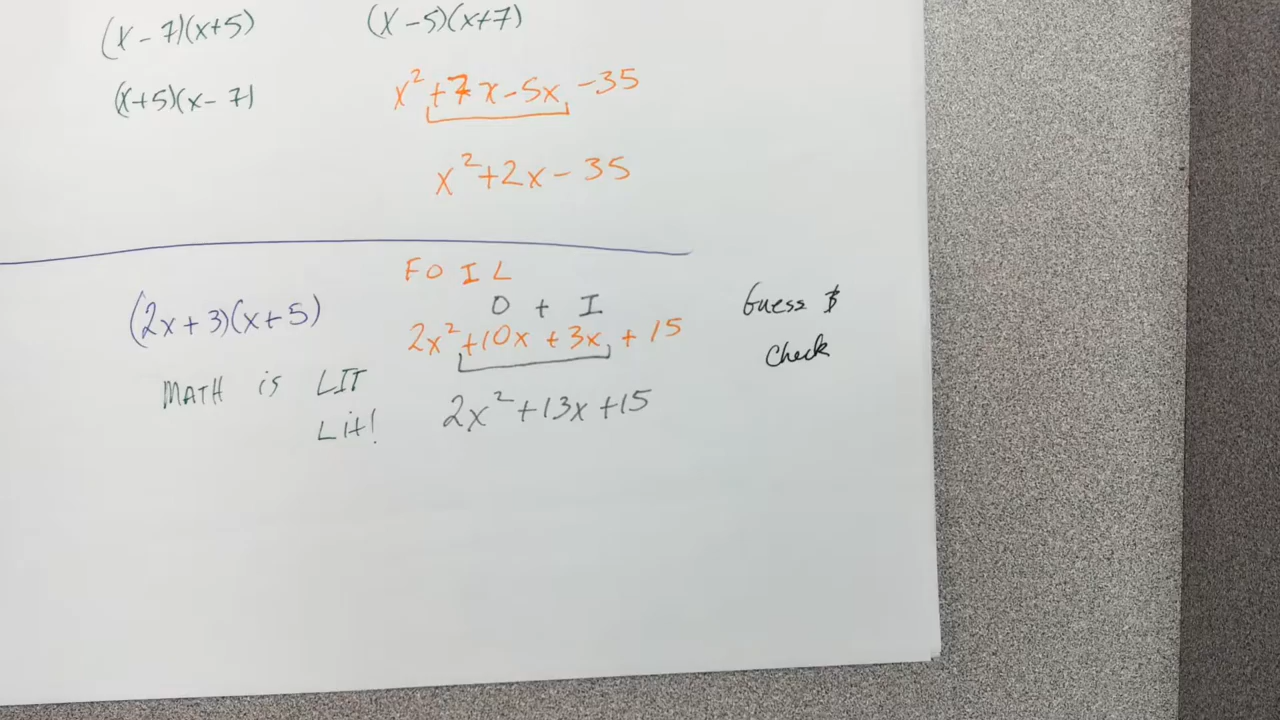 (x-7)(x+5)
(x-5)(x+7)
x²+7x-5x-35
(x+5)(x-7)
x²+2x-35
FOIL
O + I
(2x+3)(x+5)
2x²+10x+3x+15
Guess &
Check
MATH is LIT
Lit!
2x²+13x+15